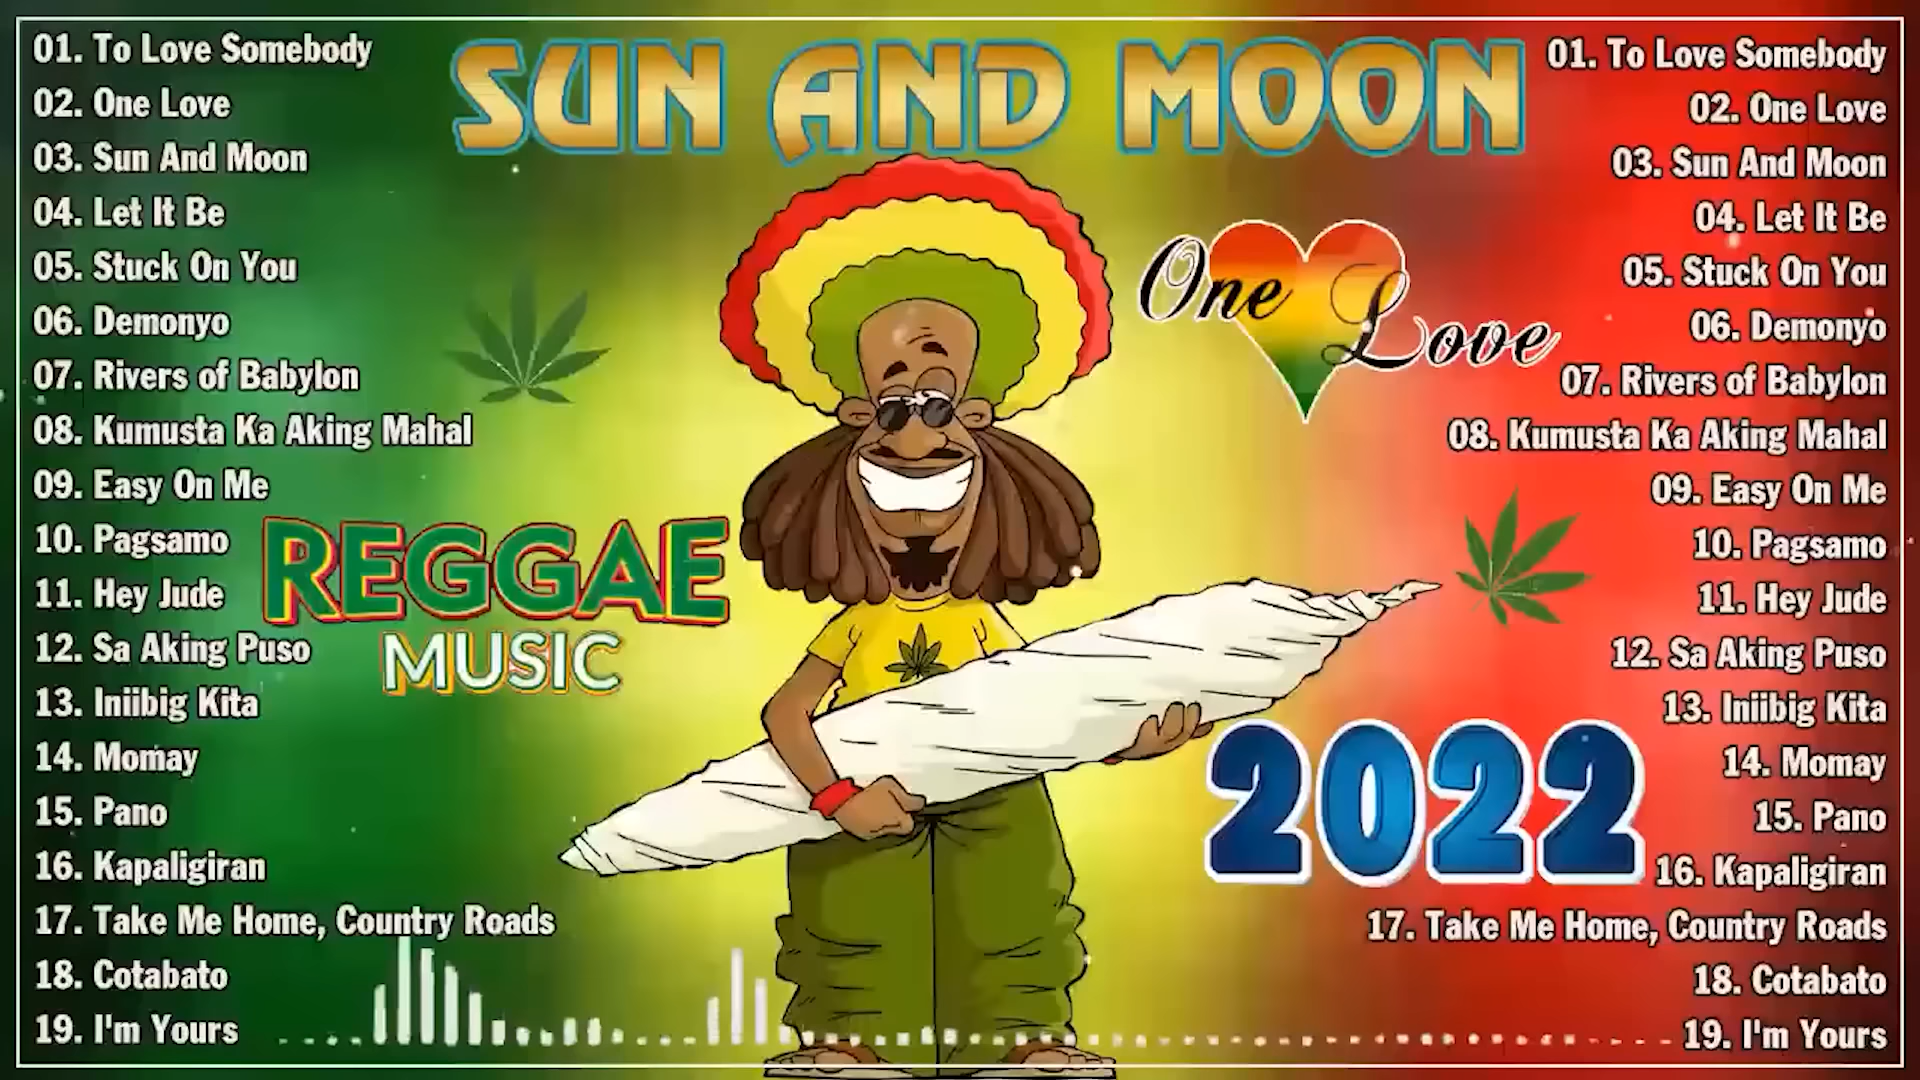 SUN AND MOON
01. To Love Somebody
02. One Love
03. Sun And Moon
04. Let It Be
05. Stuck On You
06. Demonyo
07. Rivers of Babylon
08. Kumusta Ka Aking Mahal
09. Easy On Me
10. Pagsamo
11. Hey Jude
12. Sa Aking Puso
13. Iniibig Kita
14. Momay
15. Pano
16. Kapaligiran
17. Take Me Home, Country Roads
18. Cotabato
19. I'm Yours
REGGAE
MUSIC
One Love
2022
01. To Love Somebody
02. One Love
03. Sun And Moon
04. Let It Be
05. Stuck On You
06. Demonyo
07. Rivers of Babylon
08. Kumusta Ka Aking Mahal
09. Easy On Me
10. Pagsamo
11. Hey Jude
12. Sa Aking Puso
13. Iniibig Kita
14. Momay
15. Pano
16. Kapaligiran
17. Take Me Home, Country Roads
18. Cotabato
19. I'm Yours